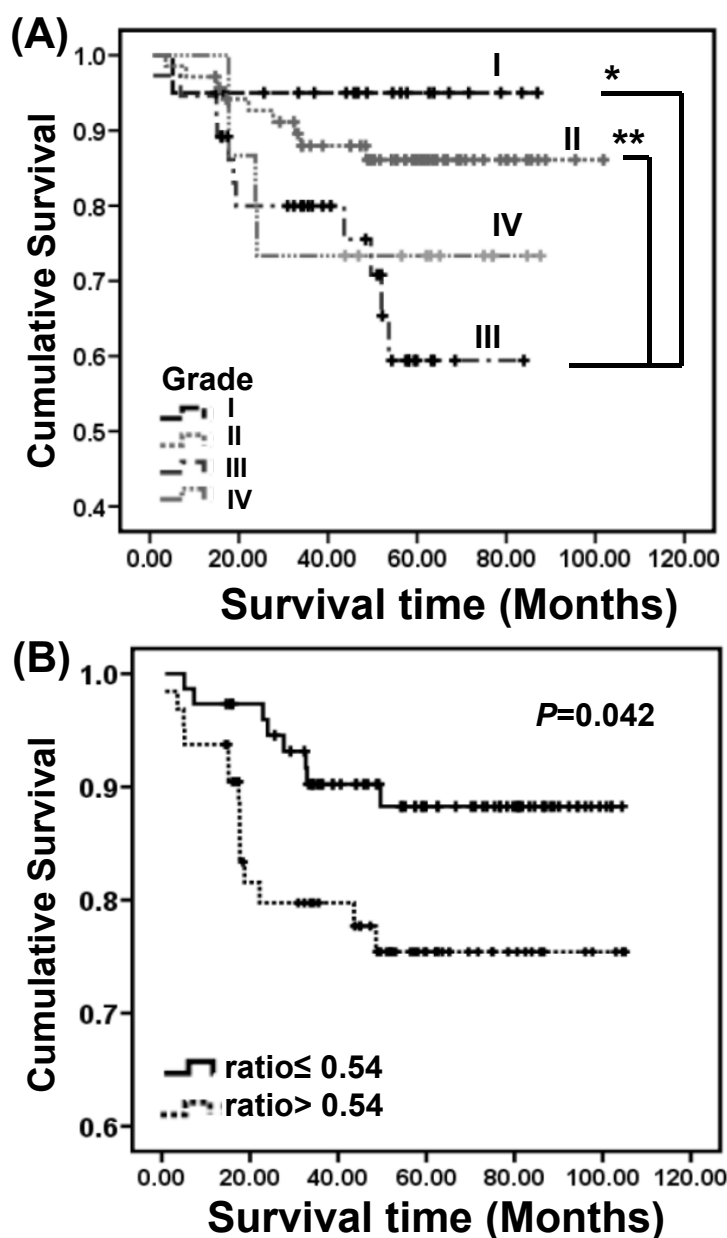 (A)
1.0
0.9
0.8
0.7
0.6
0.5
0.4
Cumulative Survival
I
*
II
**
IV
III
Grade
I
II
III
IV
0.00 20.00 40.00 60.00 80.00 100.00 120.00
Survival time (Months)
(B)
1.0
0.9
0.8
0.7
0.6
Cumulative Survival
P=0.042
ratio≤ 0.54
ratio> 0.54
0.00 20.00 40.00 60.00 80.00 100.00 120.00
Survival time (Months)